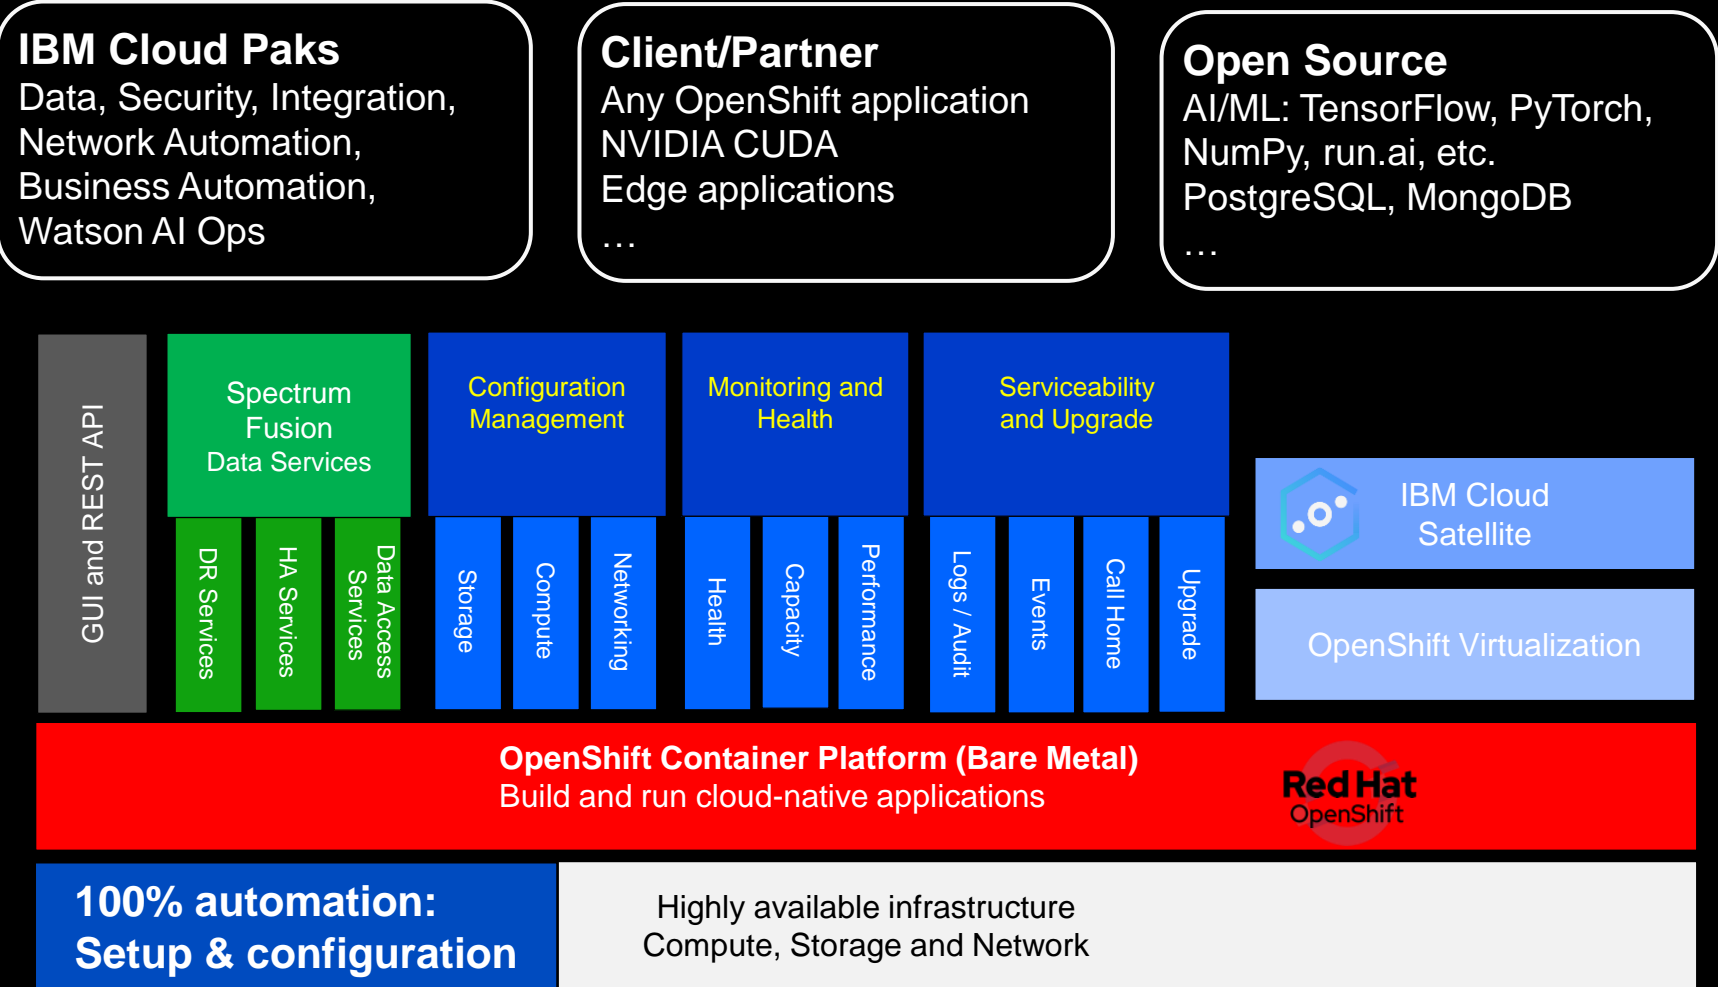 IBM Cloud Paks
Data, Security, Integration,
Network Automation,
Business Automation,
Watson AI Ops
Client/Partner
Any OpenShift application
NVIDIA CUDA
Edge applications
…
Open Source
AI/ML: TensorFlow, PyTorch,
NumPy, run.ai, etc.
PostgreSQL, MongoDB
…
GUI and REST API
Spectrum
Fusion
Data Services
DR Services
HA Services
Data Access
Services
Configuration
Management
Storage
Compute
Networking
Monitoring and
Health
Health
Capacity
Performance
Serviceability
and Upgrade
Logs / Audit
Events
Call Home
Upgrade
IBM Cloud
Satellite
OpenShift Virtualization
OpenShift Container Platform (Bare Metal)
Build and run cloud-native applications
Red Hat
OpenShift
100% automation:
Setup & configuration
Highly available infrastructure
Compute, Storage and Network